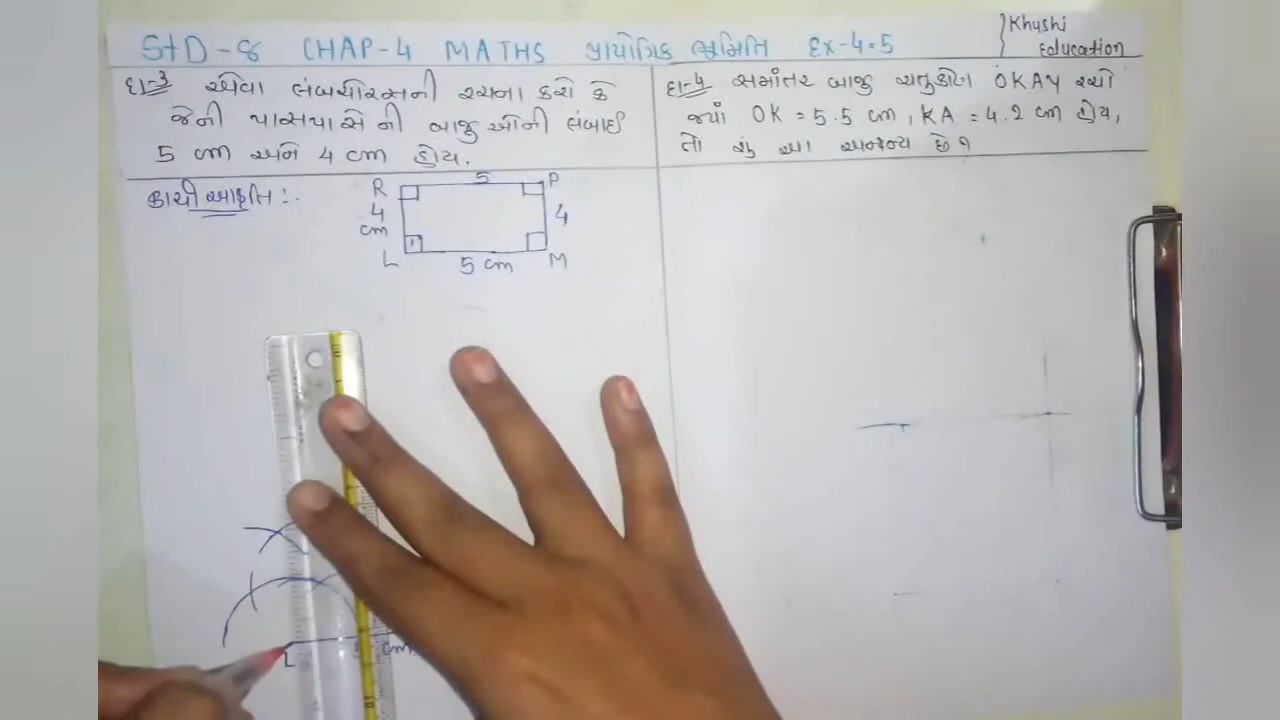 STD-8 CHAP-4 MATHS પ્રાયોગિક ભૂમિતિ Ex-4.5
Khushi
Education
દા-3 એવા લંબચોરસની રચના કરો કે
જેની પાસપાસેની બાજુઓની લંબાઈ
5 cm અને 4 cm હોય.
દા-4 સમાંતર બાજુ ચતુષ્કોણ OKAY રચો
જ્યાં OK = 5.5 cm, KA = 4.2 cm હોય,
તો શું આ અનન્ય છે?
કાચી આકૃતિ :-
R 5 P
4 cm 4
L 5 cm M
L cm